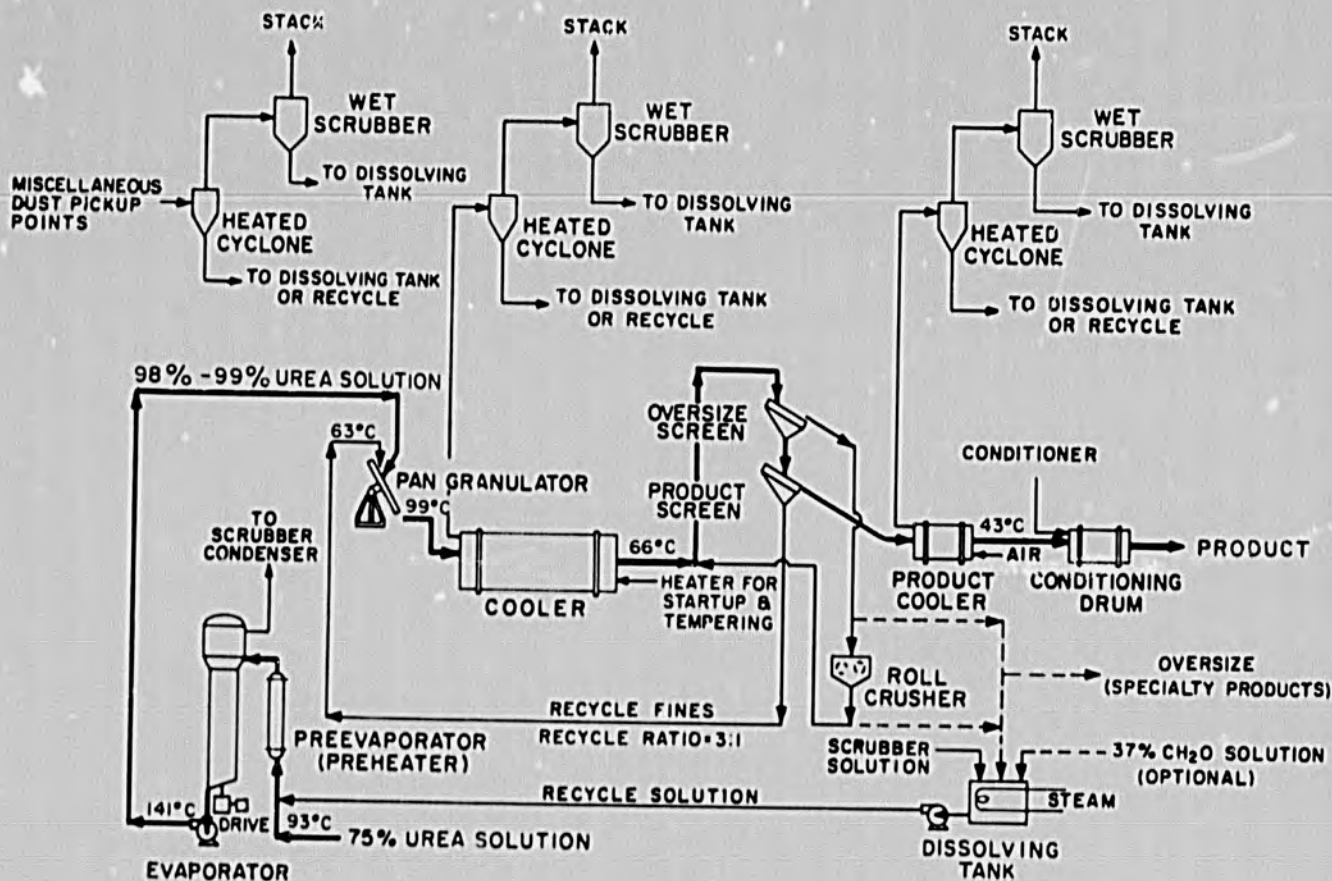 STACK
WET
SCRUBBER
TO DISSOLVING
TANK
MISCELLANEOUS
DUST PICKUP
POINTS
HEATED
CYCLONE
TO DISSOLVING TANK
OR RECYCLE
STACK
WET
SCRUBBER
TO DISSOLVING
TANK
HEATED
CYCLONE
TO DISSOLVING TANK
OR RECYCLE
STACK
WET
SCRUBBER
TO DISSOLVING
TANK
HEATED
CYCLONE
TO DISSOLVING TANK
OR RECYCLE
98% -99% UREA SOLUTION
63°C
PAN GRANULATOR
99°C
OVERSIZE
SCREEN
PRODUCT
SCREEN
66°C
COOLER
HEATER FOR
STARTUP &
TEMPERING
CONDITIONER
43°C
AIR
PRODUCT
PRODUCT
COOLER
CONDITIONING
DRUM
TO
SCRUBBER
CONDENSER
ROLL
CRUSHER
OVERSIZE
(SPECIALTY PRODUCTS)
RECYCLE FINES
RECYCLE RATIO=3:1
PREEVAPORATOR
(PREHEATER)
SCRUBBER
SOLUTION
37% CH₂O SOLUTION
(OPTIONAL)
STEAM
RECYCLE SOLUTION
141°C
DRIVE
93°C
75% UREA SOLUTION
DISSOLVING
TANK
EVAPORATOR